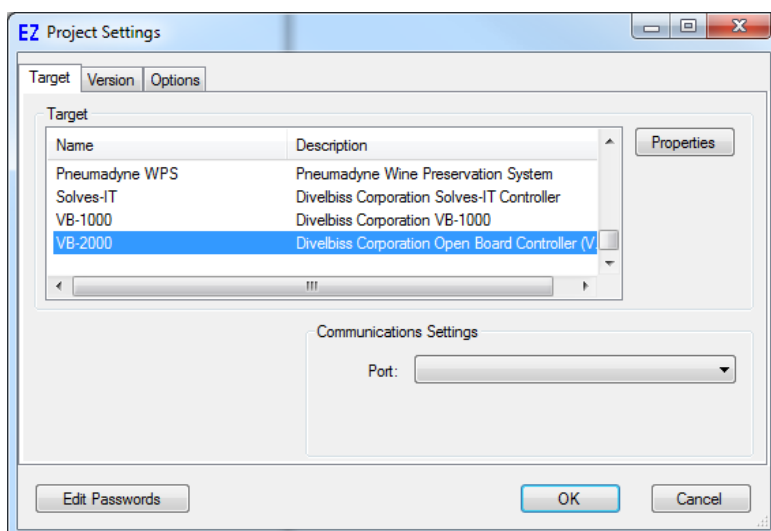 EZ Project Settings
Target Version Options
Target
Name Description
Properties
Pneumadyne WPS Pneumadyne Wine Preservation System
Solves-IT Divelbiss Corporation Solves-IT Controller
VB-1000 Divelbiss Corporation VB-1000
VB-2000 Divelbiss Corporation Open Board Controller (V.
Communications Settings
Port:
Edit Passwords OK Cancel